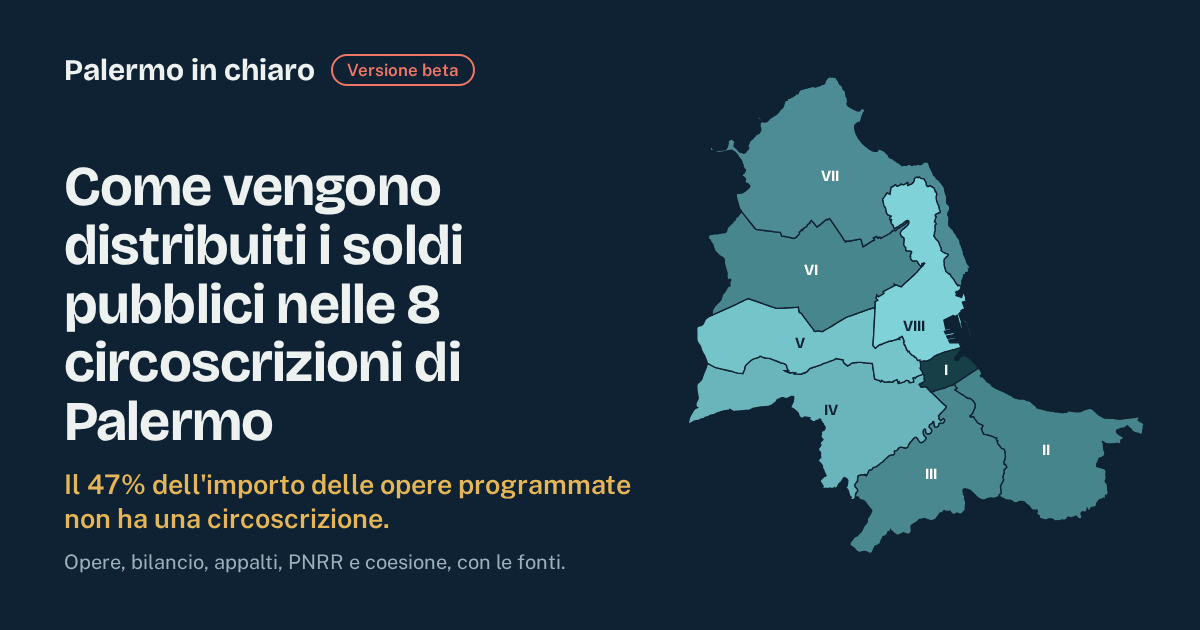 Palermo in chiaro
Versione beta
Come vengono
distribuiti i soldi
pubblici nelle 8
circoscrizioni di
Palermo
Il 47% dell'importo delle opere programmate
non ha una circoscrizione.
Opere, bilancio, appalti, PNRR e coesione, con le fonti.
VII
VI
VIII
V
I
IV
II
III